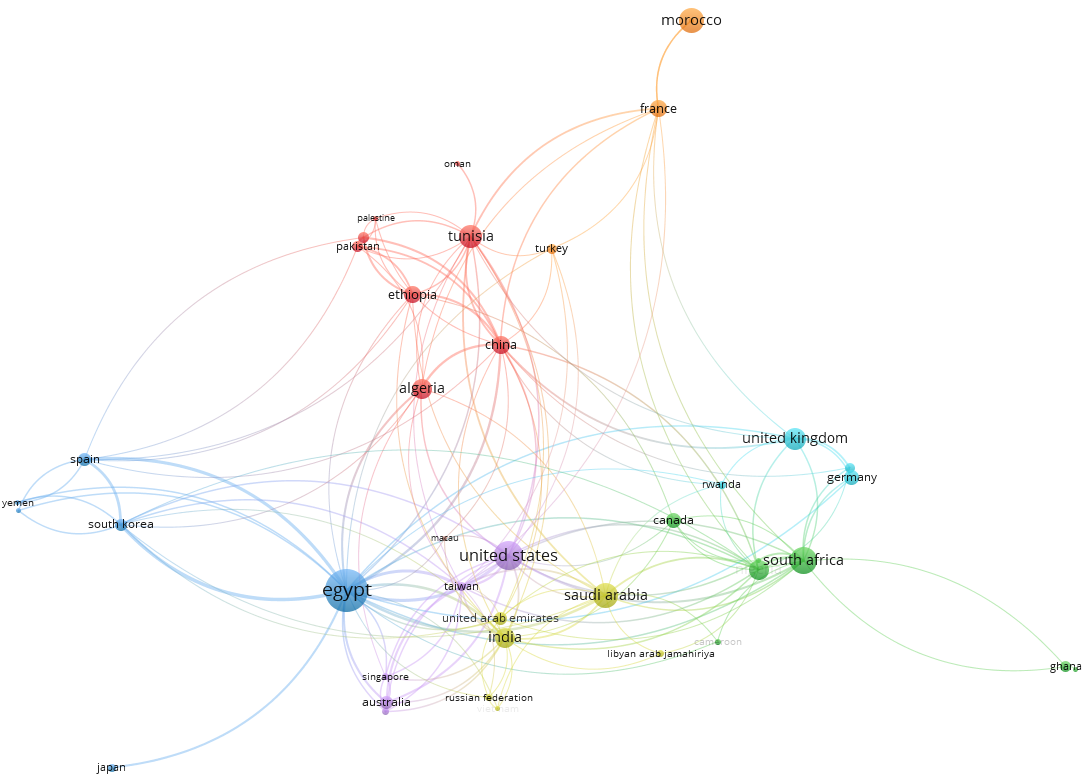 morocco
france
oman
palestine
tunisia
pakistan
turkey
ethiopia
china
algeria
united kingdom
spain
germany
rwanda
yemen
south korea
canada
macau
united states
south africa
taiwan
egypt
saudi arabia
united arab emirates
india
cameroon
libyan arab jamahiriya
ghana
singapore
russian federation
australia
vietnam
japan